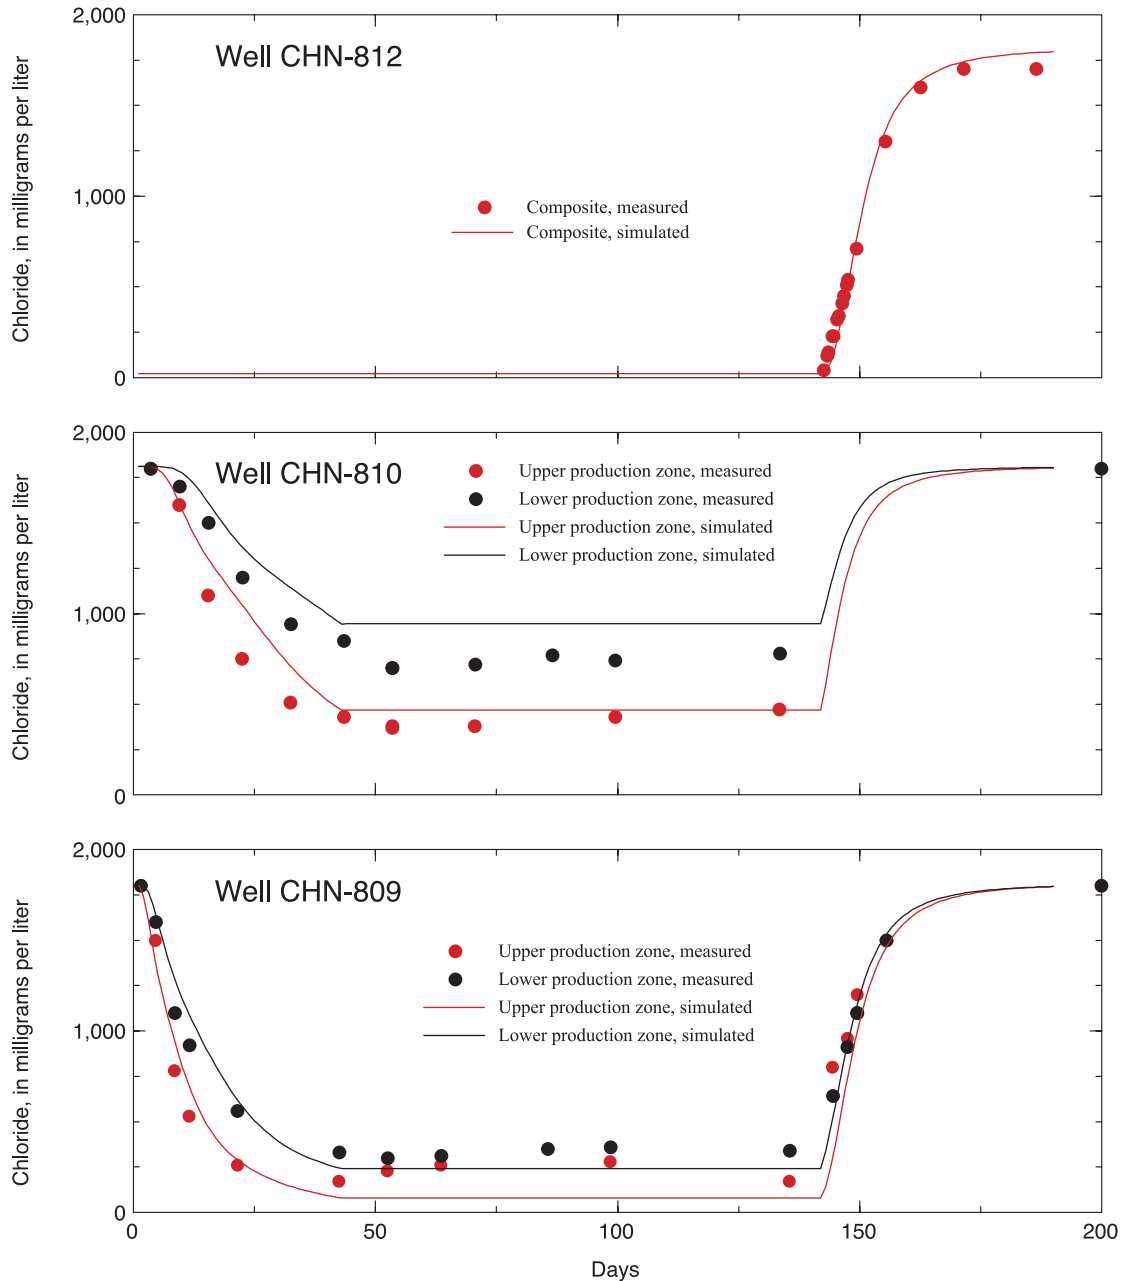 2,000
Well CHN-812
Chloride, in milligrams per liter
1,000
Composite, measured
Composite, simulated
0
2,000
Well CHN-810
Chloride, in milligrams per liter
Upper production zone, measured
Lower production zone, measured
Upper production zone, simulated
Lower production zone, simulated
1,000
0
2,000
Well CHN-809
Chloride, in milligrams per liter
Upper production zone, measured
Lower production zone, measured
Upper production zone, simulated
Lower production zone, simulated
1,000
0
0 50 100 150 200
Days